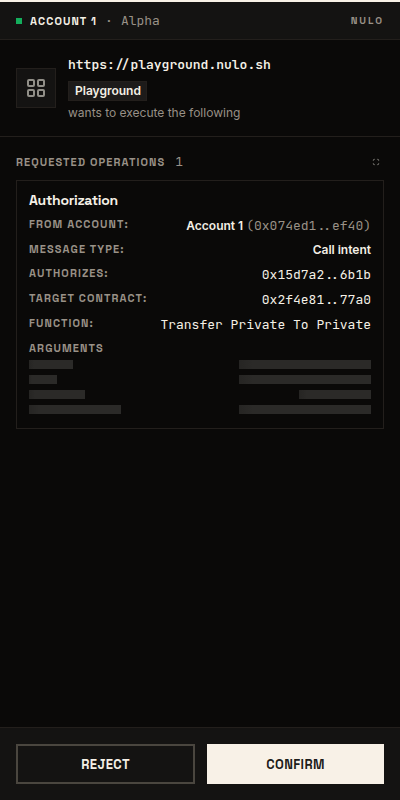 ACCOUNT 1 · Alpha NULO
https://playground.nulo.sh
Playground
wants to execute the following
REQUESTED OPERATIONS 1
Authorization
FROM ACCOUNT: Account 1 (0x074ed1..ef40)
MESSAGE TYPE: Call intent
AUTHORIZES: 0x15d7a2..6b1b
TARGET CONTRACT: 0x2f4e81..77a0
FUNCTION: Transfer Private To Private
ARGUMENTS
REJECT CONFIRM